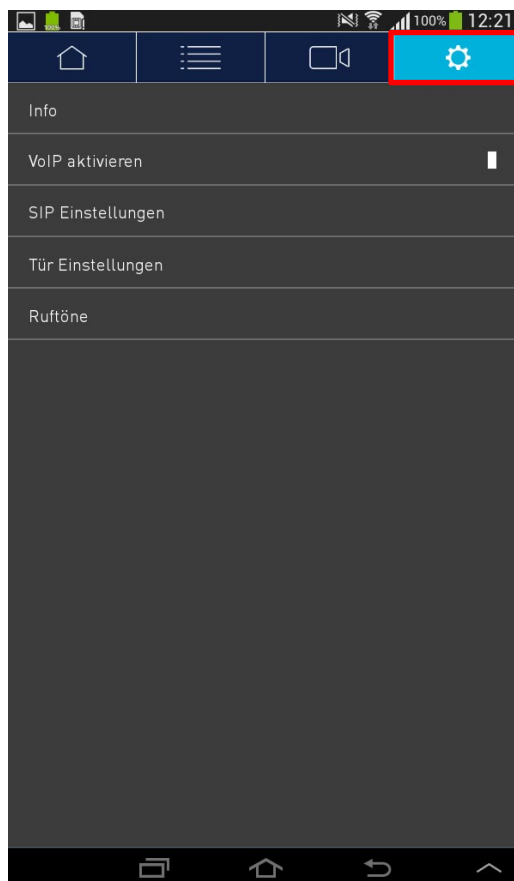 100% 12:21
Info
VoIP aktivieren
SIP Einstellungen
Tür Einstellungen
Ruftöne